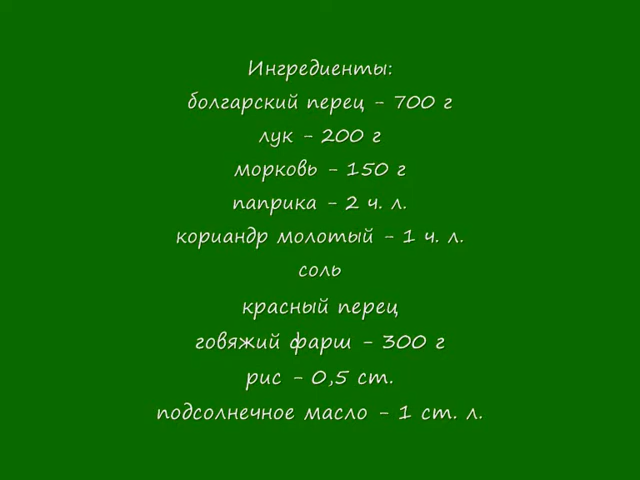 Ингредиенты:
болгарский перец - 700 г
лук - 200 г
морковь - 150 г
паприка - 2 ч. л.
кориандр молотый - 1 ч. л.
соль
красный перец
говяжий фарш - 300 г
рис - 0,5 ст.
подсолнечное масло - 1 ст. л.